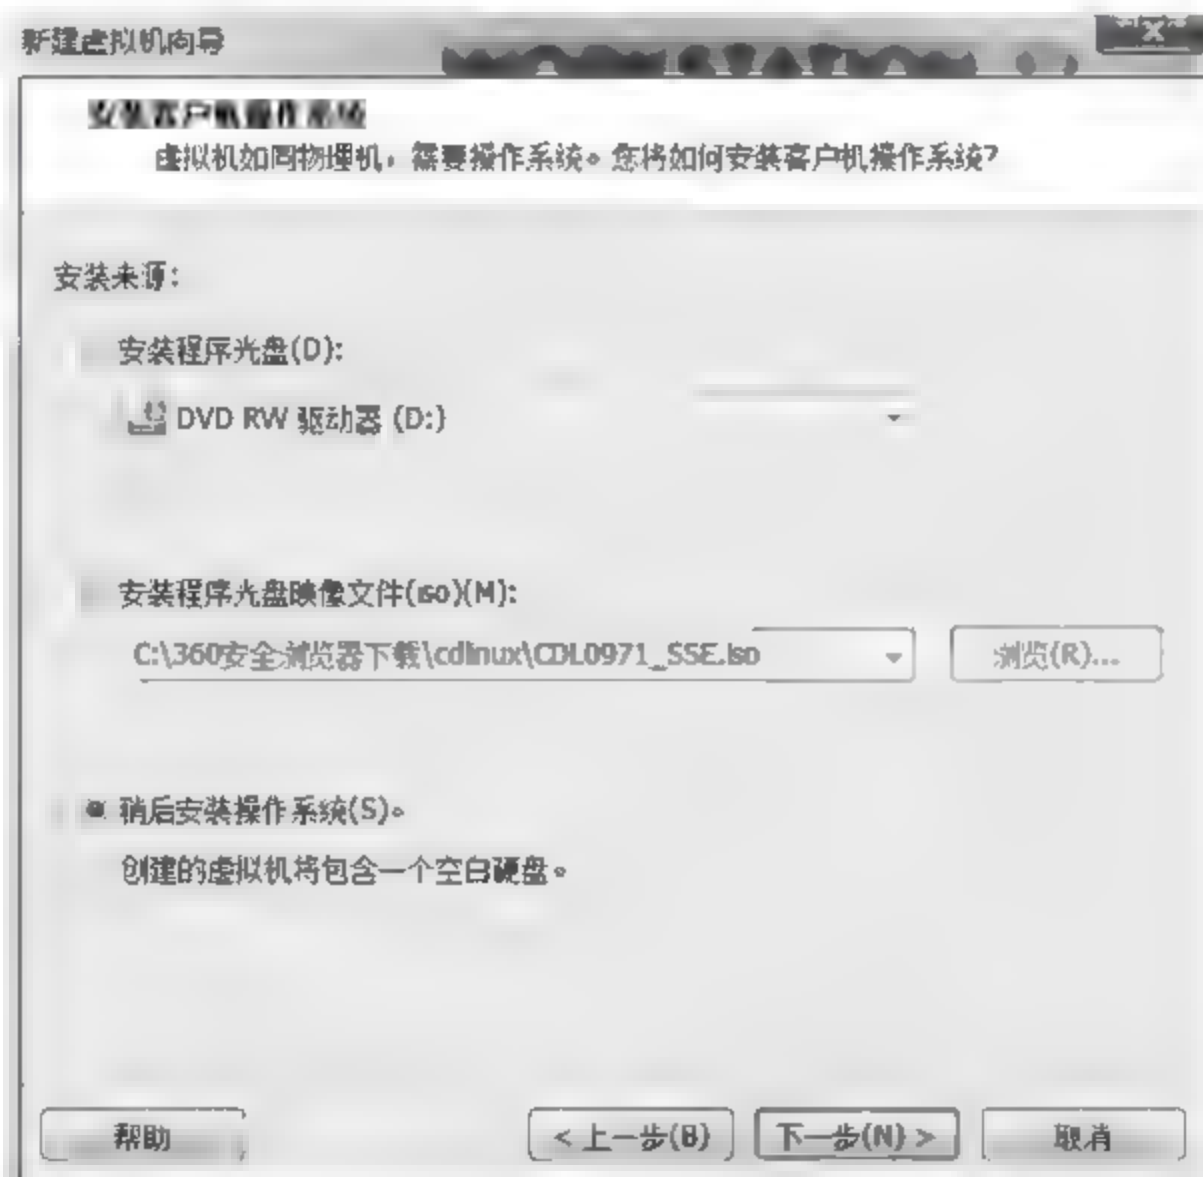 新建虚拟机向导
安装客户机操作系统
虚拟机如同物理机，需要操作系统。您将如何安装客户机操作系统?
安装来源:
安装程序光盘(D):
DVD RW 驱动器 (D:)
安装程序光盘映像文件(iso)(M):
C:\360安全浏览器下载\cdlinux\CDL0971_SSE.iso
浏览(R)...
稍后安装操作系统(S)。
创建的虚拟机将包含一个空白硬盘。
帮助 < 上一步(B) 下一步(N) > 取消